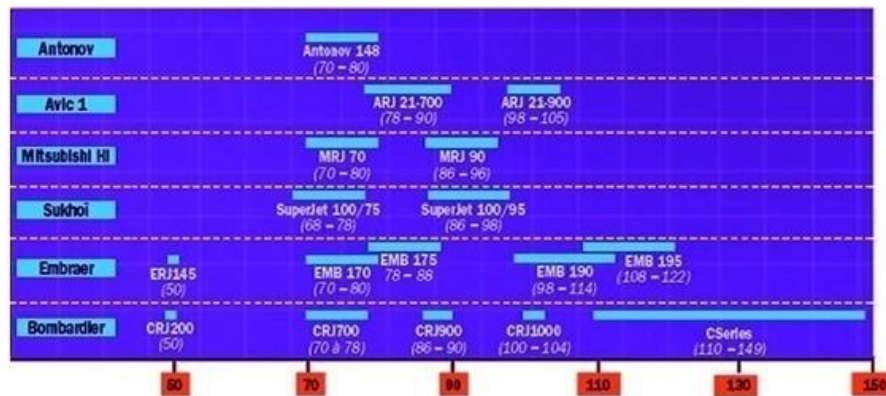 Antonov
Antonov 148
(70 – 80)
Avic 1
ARJ 21-700
(78 – 90)
ARJ 21-900
(98 – 105)
Mitsubishi HI
MRJ 70
(70 – 80)
MRJ 90
(86 – 96)
Sukhoï
SuperJet 100/75
(68 – 78)
SuperJet 100/95
(86 – 98)
Embraer
ERJ145
(50)
EMB 170
(70 – 80)
EMB 175
78 – 88
EMB 190
(98 – 114)
EMB 195
(108 – 122)
Bombardier
CRJ200
(50)
CRJ700
(70 à 78)
CRJ900
(86 – 90)
CRJ1000
(100 – 104)
CSeries
(110 – 149)
50 70 90 110 130 150